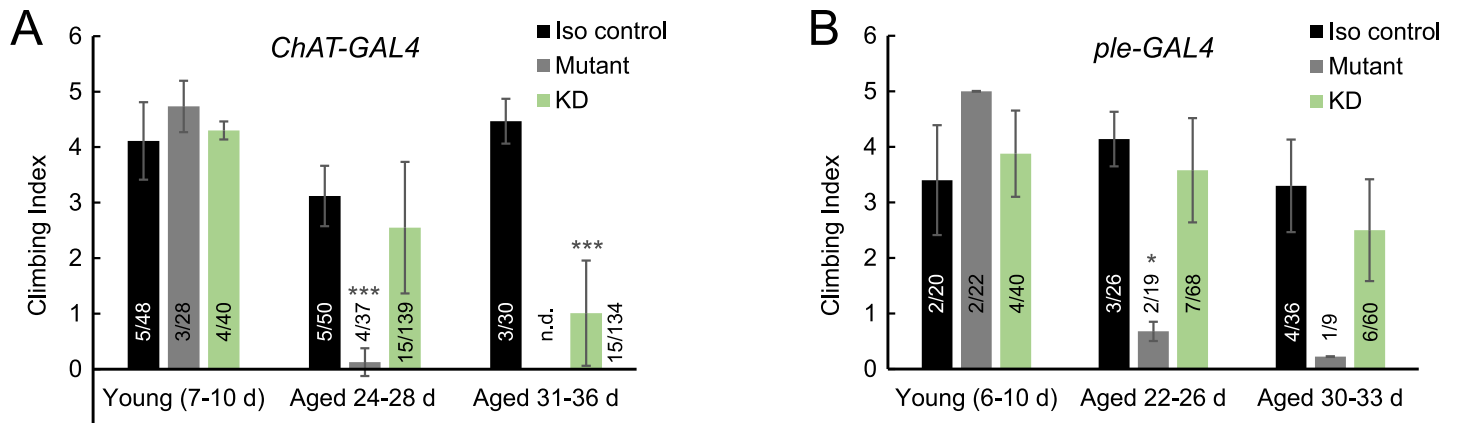 A
ChAT-GAL4
Iso control
Mutant
KD
Climbing Index
6
5
4
3
2
1
0
5/48
3/28
4/40
5/50
***
4/37
15/139
3/30
n.d.
***
15/134
Young (7-10 d)
Aged 24-28 d
Aged 31-36 d
B
ple-GAL4
Iso control
Mutant
KD
Climbing Index
6
5
4
3
2
1
0
2/20
2/22
4/40
3/26
*
2/19
7/68
4/36
1/9
6/60
Young (6-10 d)
Aged 22-26 d
Aged 30-33 d